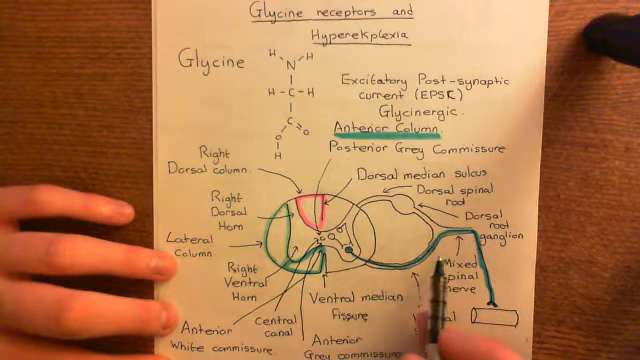 Glycine receptors and
Hyperekplexia
Glycine
H H
N
H - C - H
C
O O
H
Excitatory Post-synaptic
current (EPSC)
Glycinergic.
Anterior Column.
Posterior Grey Commissure
Right
Dorsal column.
Dorsal median sulcus
Dorsal spinal
root
Right
Dorsal
Horn
Dorsal
root
ganglion
Lateral
Column
Right
Ventral
Horn
Mixed
spinal
nerve
Ventral median
Fissure
Central
canal
Anterior
White commissure.
Anterior
Grey commissure